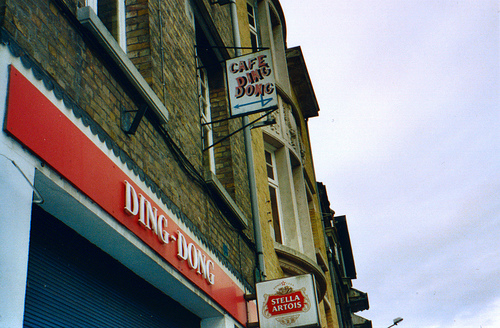 CAFE
DING
DONG
DING-DONG
STELLA
ARTOIS